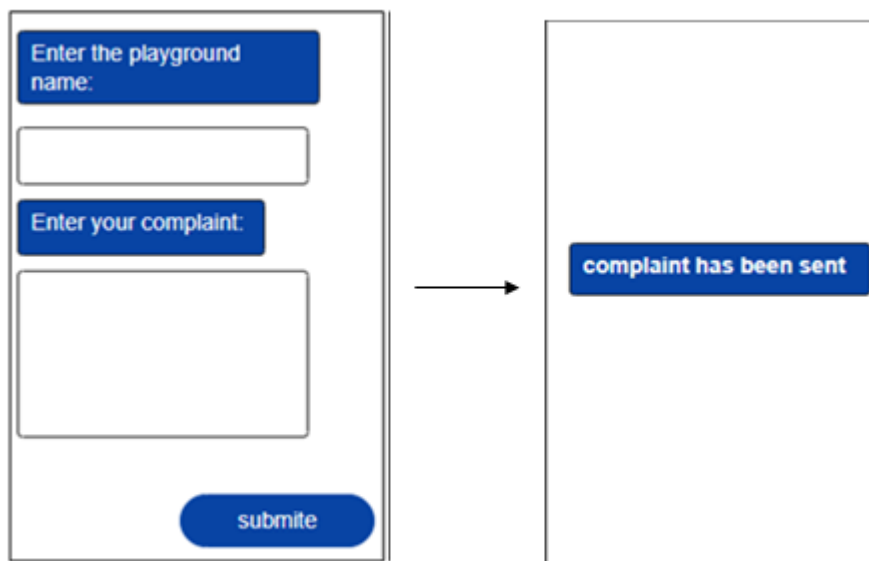 Enter the playground
name:
Enter your complaint:
submite
complaint has been sent